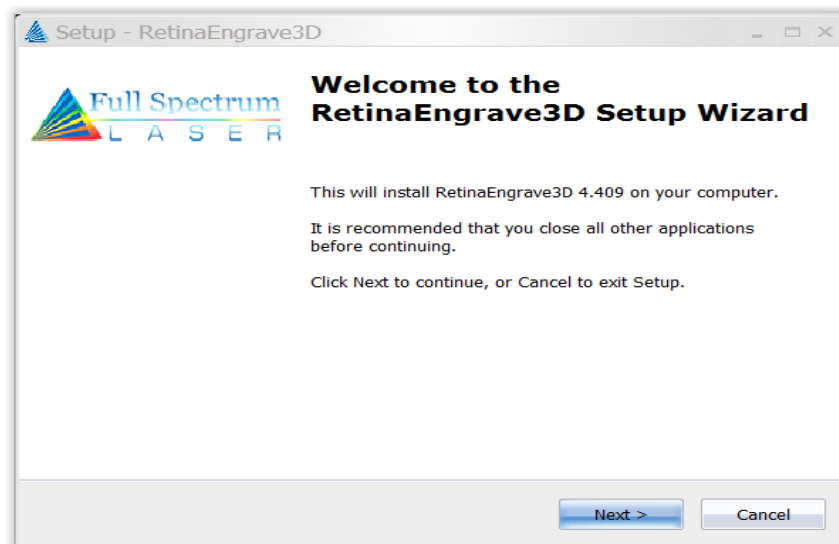 Setup - RetinaEngrave3D
Full Spectrum
LASER
Welcome to the
RetinaEngrave3D Setup Wizard
This will install RetinaEngrave3D 4.409 on your computer.
It is recommended that you close all other applications
before continuing.
Click Next to continue, or Cancel to exit Setup.
Next >
Cancel